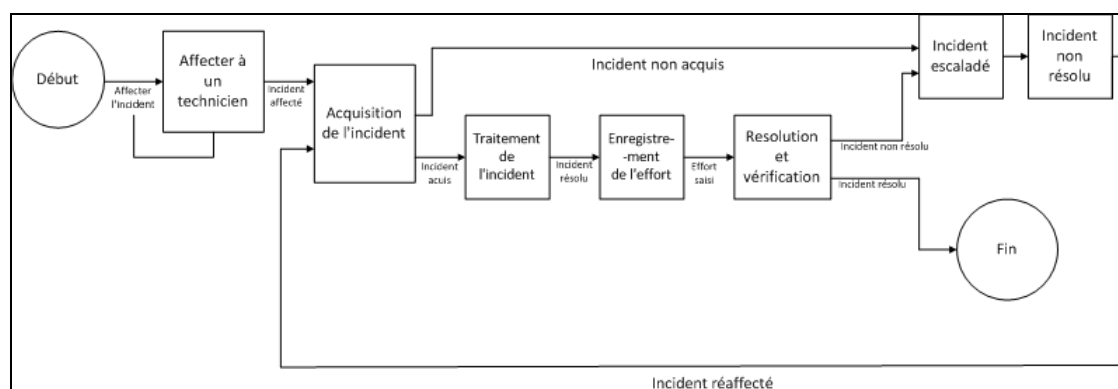 Début
Affecter
l'incident
Affecter à
un
technicien
Incident
affecté
Acquisition
de l'incident
Incident non acquis
Incident
acuis
Traitement
de
l'incident
Incident
résolu
Enregistre-
-ement
de l'effort
Effort
saisi
Resolution
et
vérification
Incident non résolu
Incident résolu
Incident
escaladé
Incident
non
résolu
Fin
Incident réaffecté